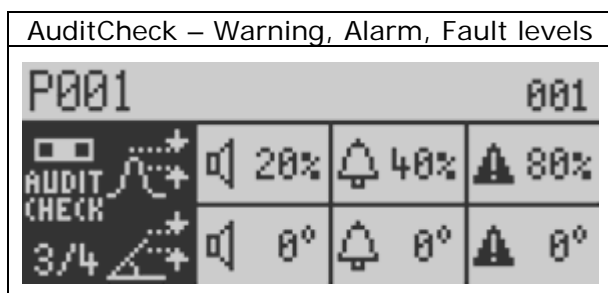 AuditCheck – Warning, Alarm, Fault levels
P001 001
AUDIT
CHECK
20% 40% 80%
3/4
0° 0° 0°